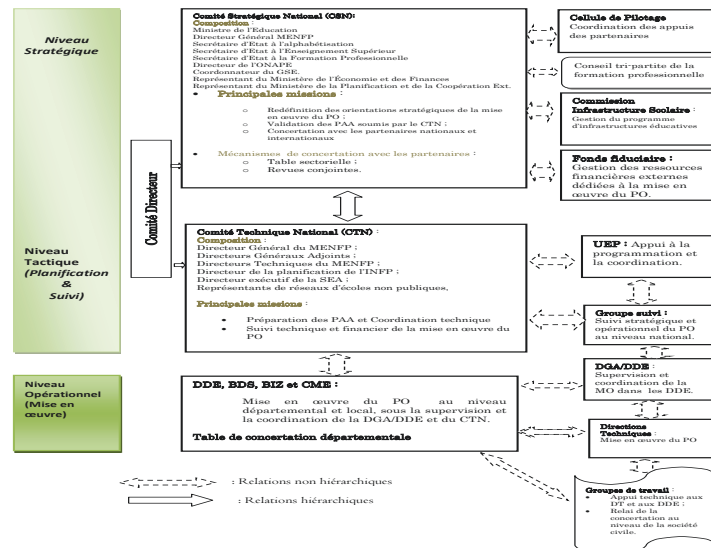 Niveau
Stratégique
Niveau
Tactique
(Planification
&
Suivi)
Niveau
Opérationnel
(Mise en
œuvre)
Comité Directeur
Comité Stratégique National (CSN):
Composition :
Ministre de l'Education
Directeur Général MENFP
Secrétaire d'Etat à l'alphabétisation
Secrétaire d'Etat à l'Enseignement Supérieur
Secrétaire d'Etat à la Formation Professionnelle
Directeur de l'ONAPE
Coordonnateur du GSE.
Représentant du Ministère de l'Économie et des Finances
Représentant du Ministère de la Planification et de la Coopération Ext.
• Principales missions :
o Redéfinition des orientations stratégiques de la mise
en œuvre du PO ;
o Validation des PAA soumis par le CTN ;
o Concertation avec les partenaires nationaux et
internationaux
• Mécanismes de concertation avec les partenaires :
o Table sectorielle ;
o Revues conjointes.
Comité Technique National (CTN) :
Composition :
Directeur Général du MENFP ;
Directeurs Généraux Adjoints ;
Directeurs Techniques du MENFP ;
Directeur de la planification de l'INFP ;
Directeur exécutif de la SEA ;
Représentants de réseaux d'écoles non publiques,
Principales missions :
• Préparation des PAA et Coordination technique
• Suivi technique et financier de la mise en œuvre du
PO
DDE, BDS, BIZ et CME :
Mise en œuvre du PO au niveau
départemental et local, sous la supervision et
la coordination de la DGA/DDE et du CTN.
Table de concertation départementale
Cellule de Pilotage
Coordination des appuis
des partenaires
Conseil tri-partite de la
formation professionnelle
Commission
Infrastructure Scolaire :
Gestion du programme
d'infrastructures éducatives
Fonds fiduciaire :
Gestion des ressources
financières externes
dédiées à la mise en
œuvre du PO.
UEP : Appui à la
programmation et
la coordination.
Groupe suivi :
Suivi stratégique et
opérationnel du PO
au niveau national.
DGA/DDE :
Supervision et
coordination de la
MO dans les DDE.
Directions
Techniques:
Mise en œuvre du PO
Groupes de travail :
• Appui technique aux
DT et aux DDE ;
• Relai de la
concertation au
niveau de la société
civile.
: Relations non hiérarchiques
: Relations hiérarchiques